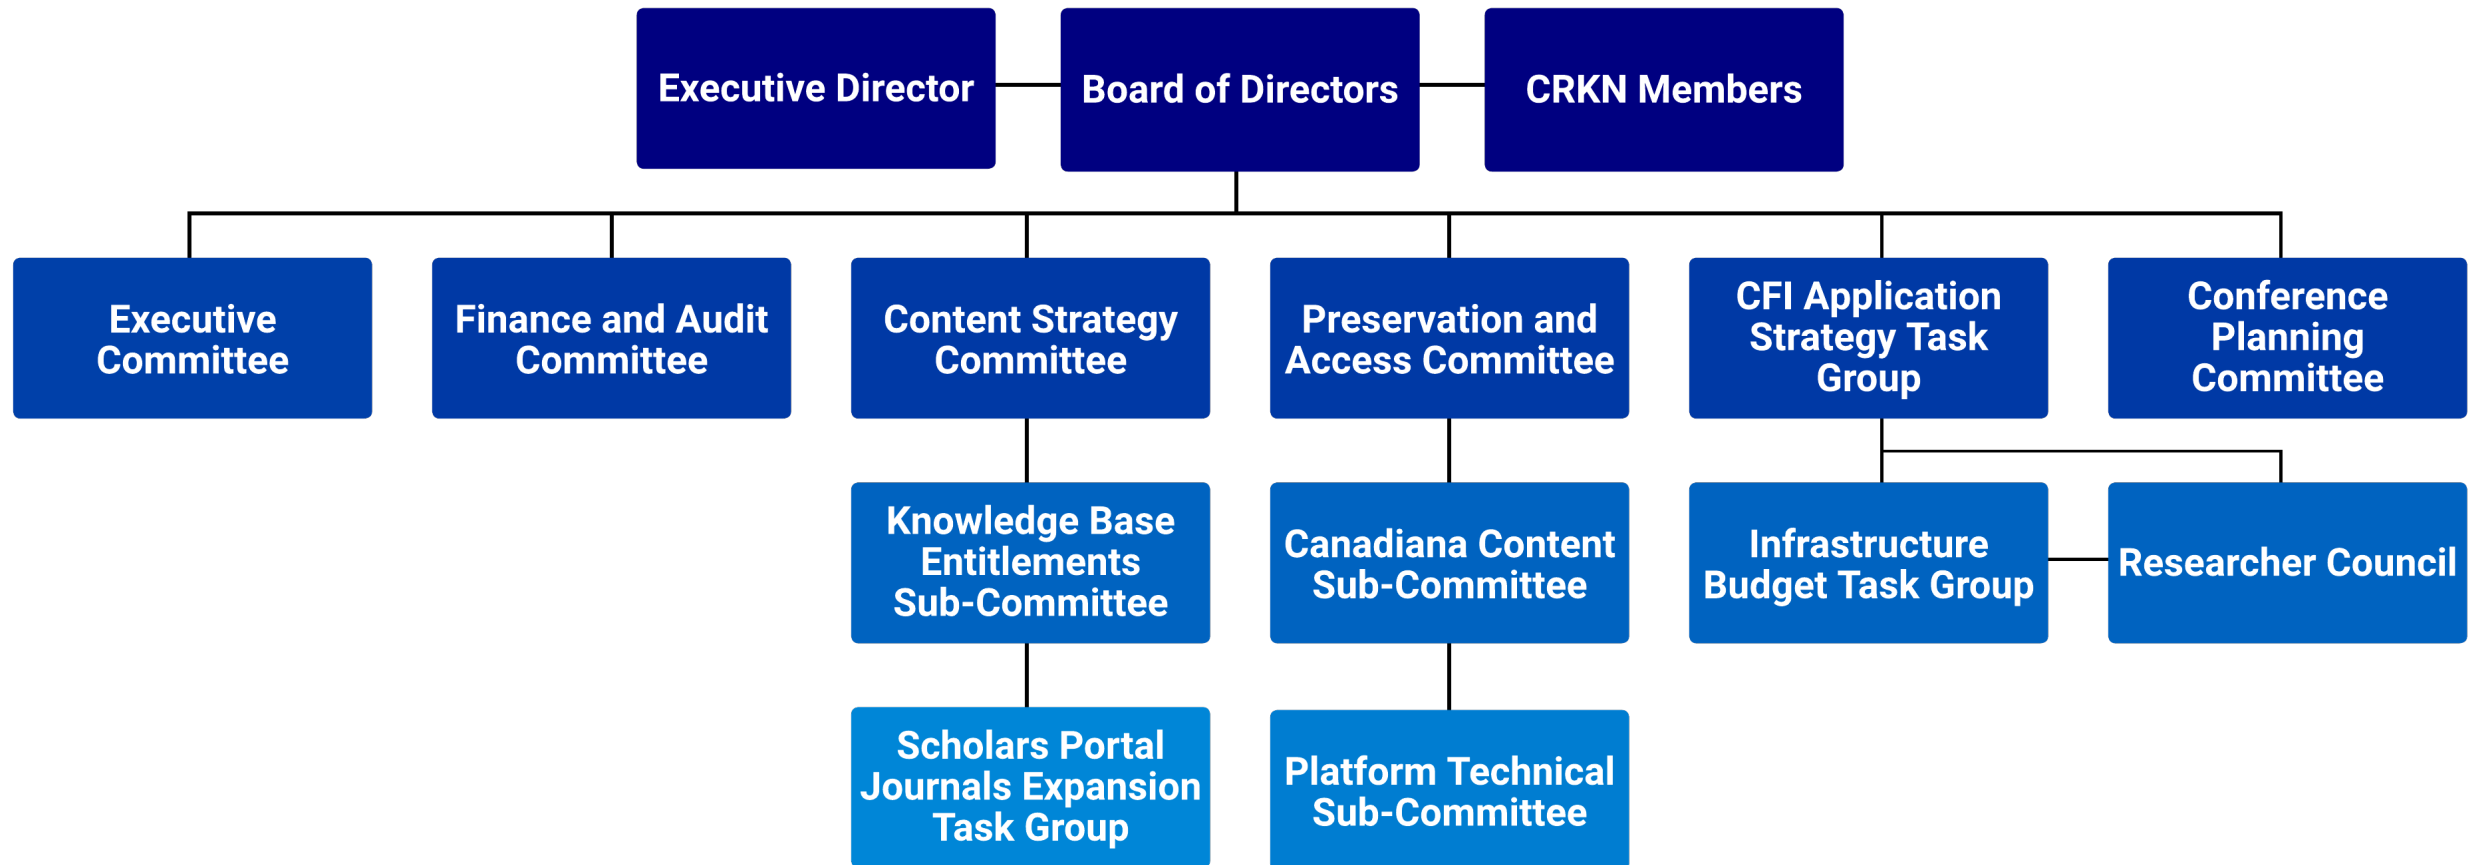 Executive Director
Board of Directors
CRKN Members
Executive
Committee
Finance and Audit
Committee
Content Strategy
Committee
Preservation and
Access Committee
CFI Application
Strategy Task
Group
Conference
Planning
Committee
Knowledge Base
Entitlements
Sub-Committee
Canadiana Content
Sub-Committee
Infrastructure
Budget Task Group
Researcher Council
Scholars Portal
Journals Expansion
Task Group
Platform Technical
Sub-Committee